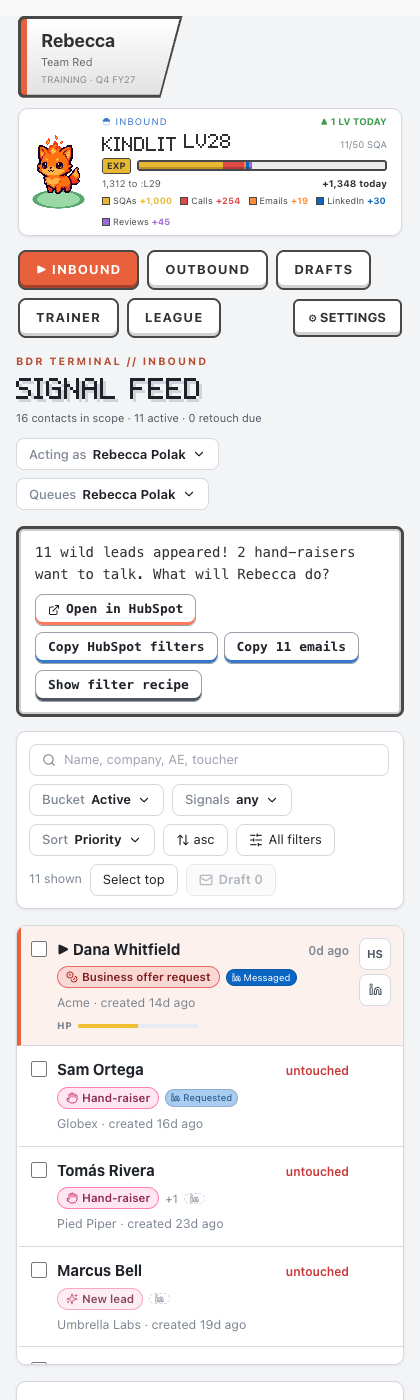 Rebecca
Team Red
TRAINING · Q4 FY27
INBOUND
▲ 1 LV TODAY
KINDLIT LV28
11/50 SQA
EXP
1,312 to :L29
+1,348 today
SQAs +1,000 Calls +254 Emails +19 LinkedIn +30
Reviews +45
▶ INBOUND
OUTBOUND
DRAFTS
TRAINER
LEAGUE
⚙ SETTINGS
BDR TERMINAL // INBOUND
SIGNAL FEED
16 contacts in scope · 11 active · 0 retouch due
Acting as Rebecca Polak
Queues Rebecca Polak
11 wild leads appeared! 2 hand-raisers
want to talk. What will Rebecca do?
Open in HubSpot
Copy HubSpot filters
Copy 11 emails
Show filter recipe
Name, company, AE, toucher
Bucket Active
Signals any
Sort Priority
asc
All filters
11 shown
Select top
Draft 0
▶ Dana Whitfield
0d ago
HS
Business offer request
in Messaged
in
Acme · created 14d ago
HP
Sam Ortega
untouched
Hand-raiser
in Requested
Globex · created 16d ago
Tomás Rivera
untouched
Hand-raiser
+1
in
Pied Piper · created 23d ago
Marcus Bell
untouched
New lead
in
Umbrella Labs · created 19d ago